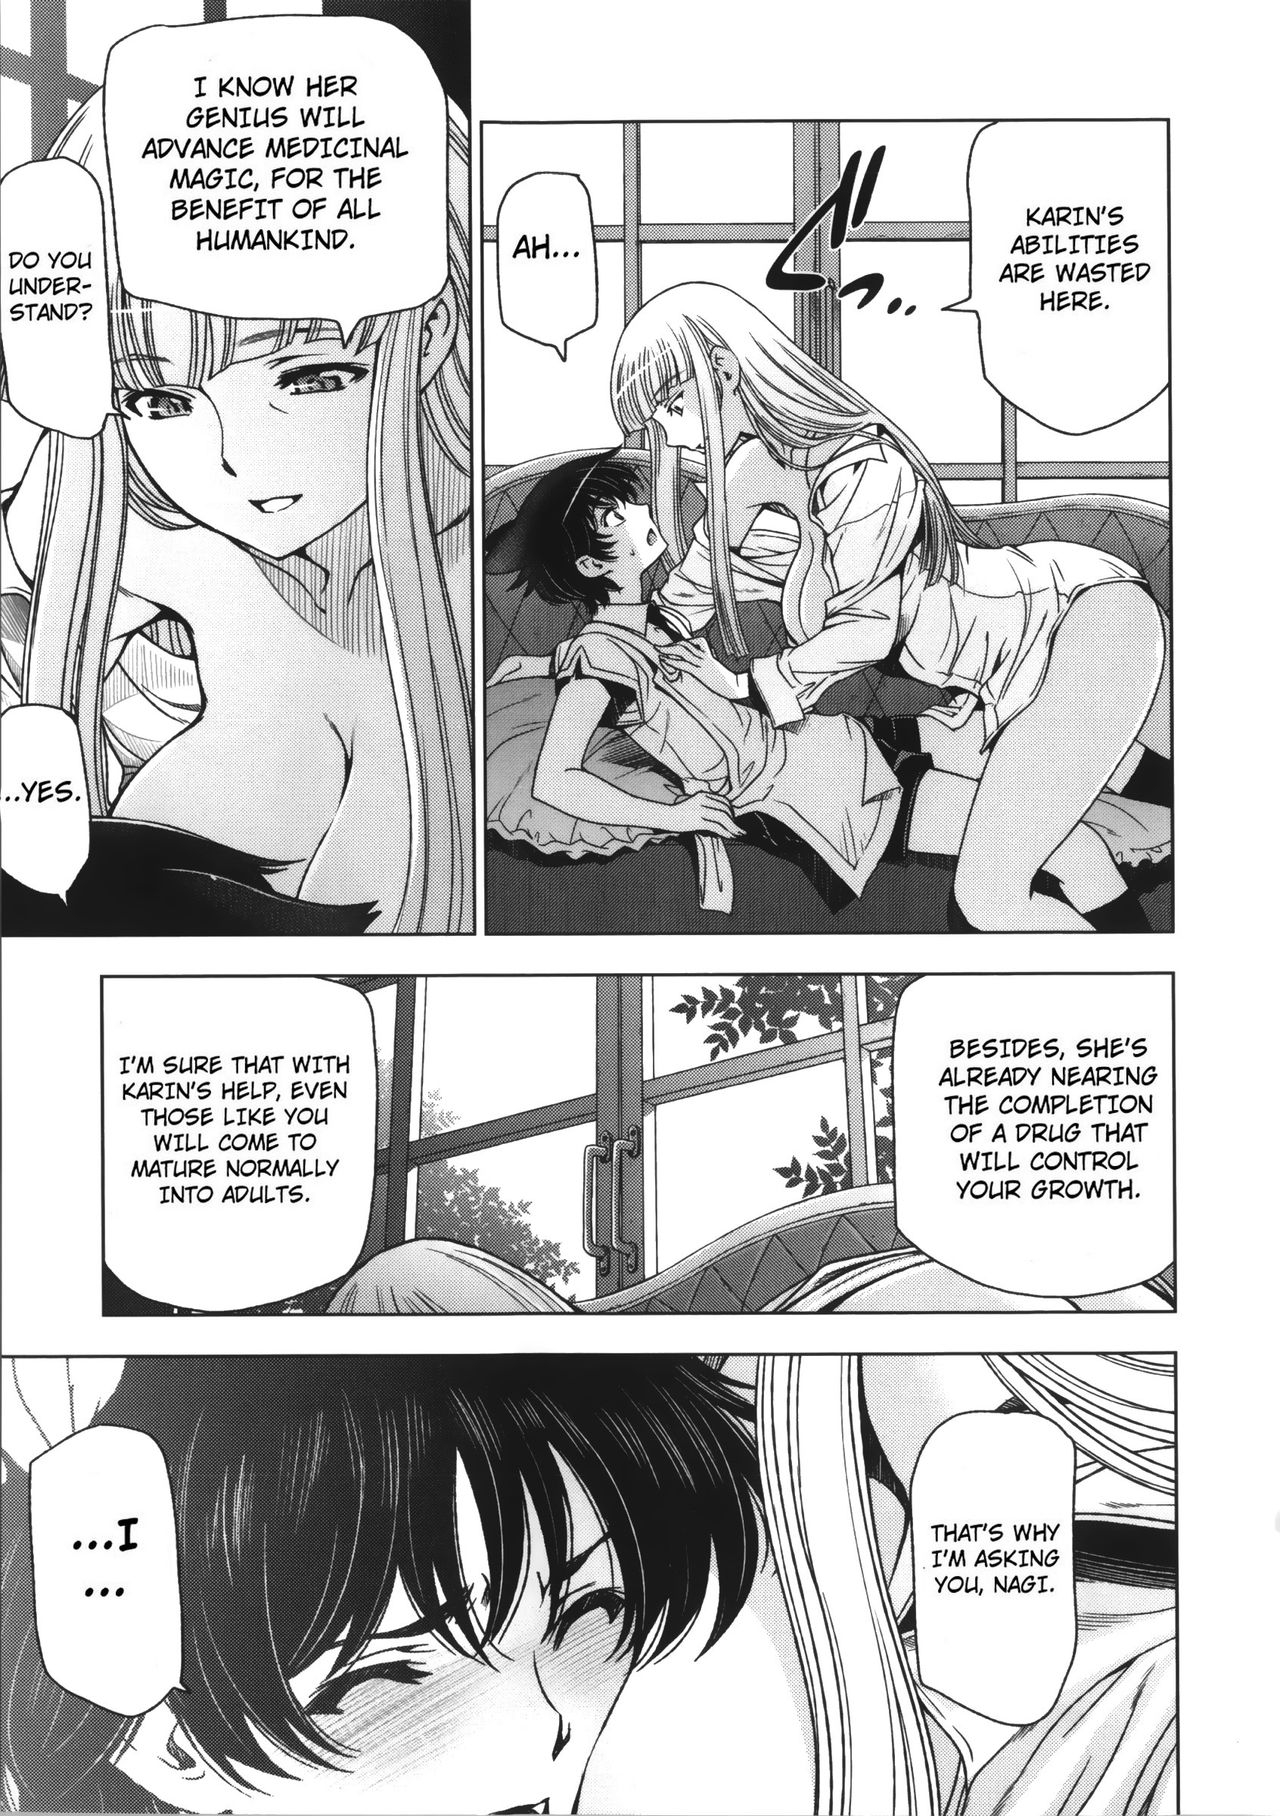 KARIN'S
ABILITIES
ARE WASTED
HERE.
AH...
I KNOW HER
GENIUS WILL
ADVANCE MEDICINAL
MAGIC, FOR THE
BENEFIT OF ALL
HUMANKIND.
DO YOU
UNDER-
STAND?
...YES.
BESIDES, SHE'S
ALREADY NEARING
THE COMPLETION
OF A DRUG THAT
WILL CONTROL
YOUR GROWTH.
I'M SURE THAT WITH
KARIN'S HELP, EVEN
THOSE LIKE YOU
WILL COME TO
MATURE NORMALLY
INTO ADULTS.
THAT'S WHY
I'M ASKING
YOU, NAGI.
...I
...